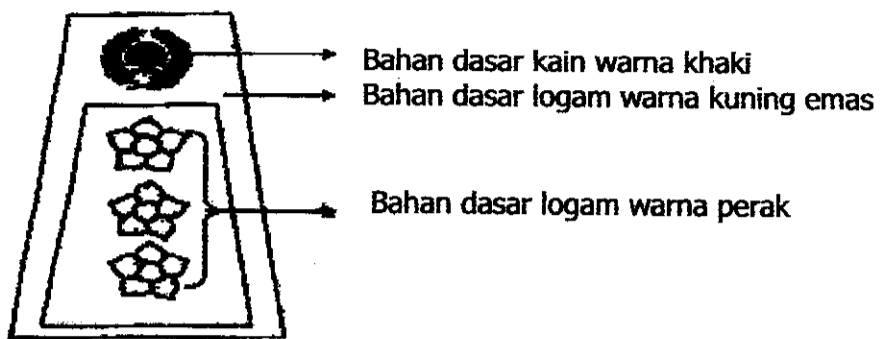 Bahan dasar kain warna khaki
Bahan dasar logam warna kuning emas
Bahan dasar logam warna perak